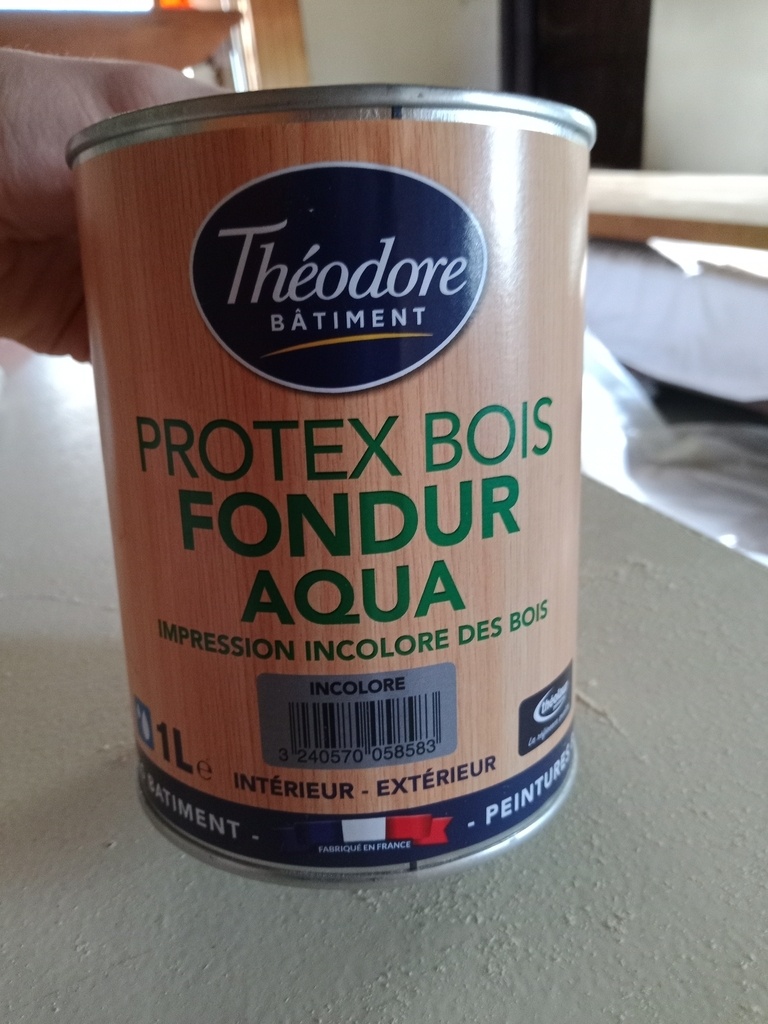 Théodore
BÂTIMENT
PROTEX BOIS
FONDUR
AQUA
IMPRESSION INCOLORE DES BOIS
INCOLORE
3 240570 058583
1L e
INTÉRIEUR - EXTÉRIEUR
BATIMENT -
- PEINTURES
FABRIQUÉ EN FRANCE